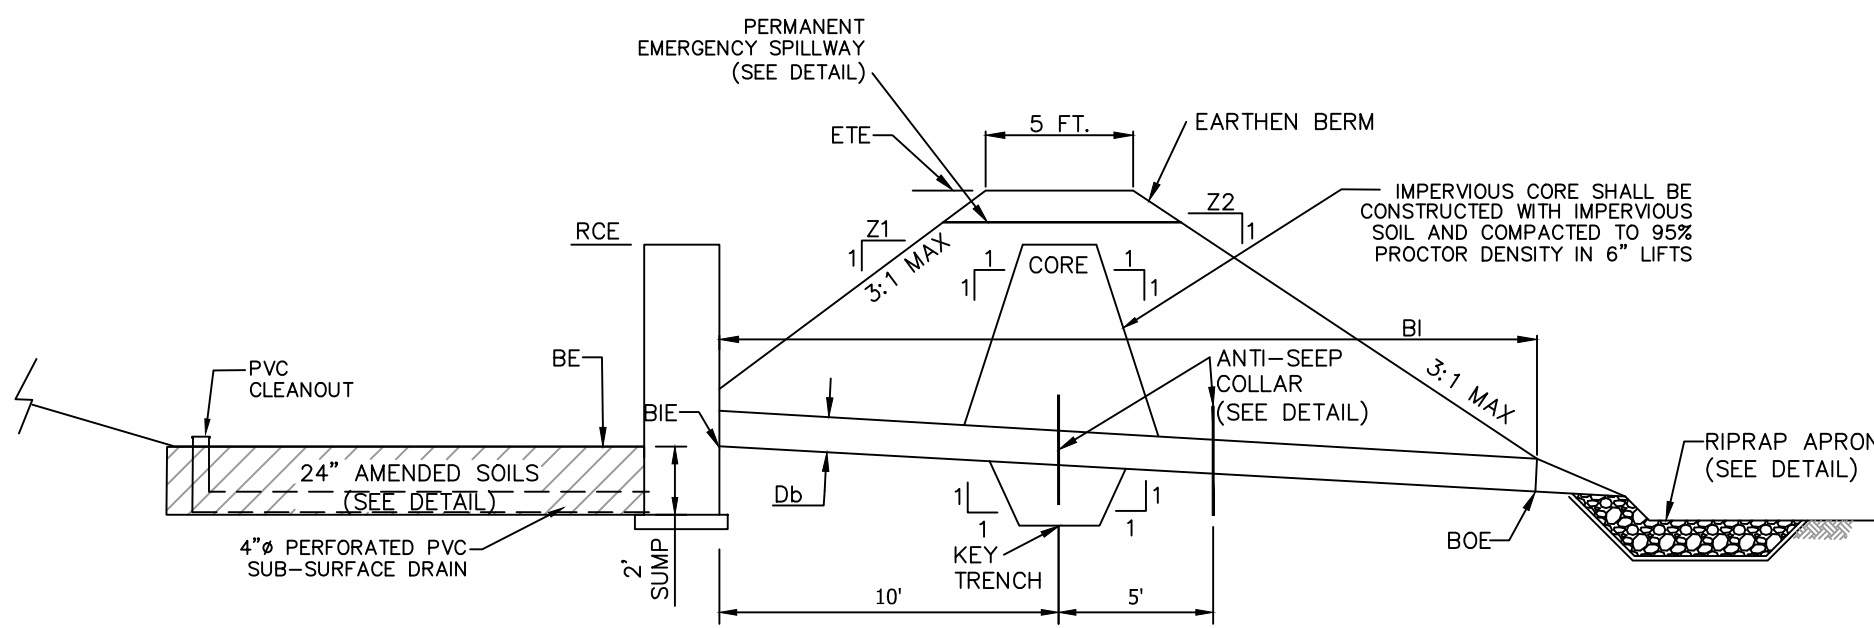 PERMANENT
EMERGENCY SPILLWAY
(SEE DETAIL)
ETE
5 FT.
EARTHEN BERM
IMPERVIOUS CORE SHALL BE
CONSTRUCTED WITH IMPERVIOUS
SOIL AND COMPACTED TO 95%
PROCTOR DENSITY IN 6" LIFTS
RCE
Z1
1
3:1 MAX
Z2
1
1
1
CORE
1
1
BI
3:1 MAX
PVC
CLEANOUT
BE
BIE
ANTI-SEEP
COLLAR
(SEE DETAIL)
24" AMENDED SOILS
(SEE DETAIL)
Db
1
1
1
1
RIPRAP APRON
(SEE DETAIL)
BOE
4"ø PERFORATED PVC
SUB-SURFACE DRAIN
2'
SUMP
KEY
TRENCH
10'
5'